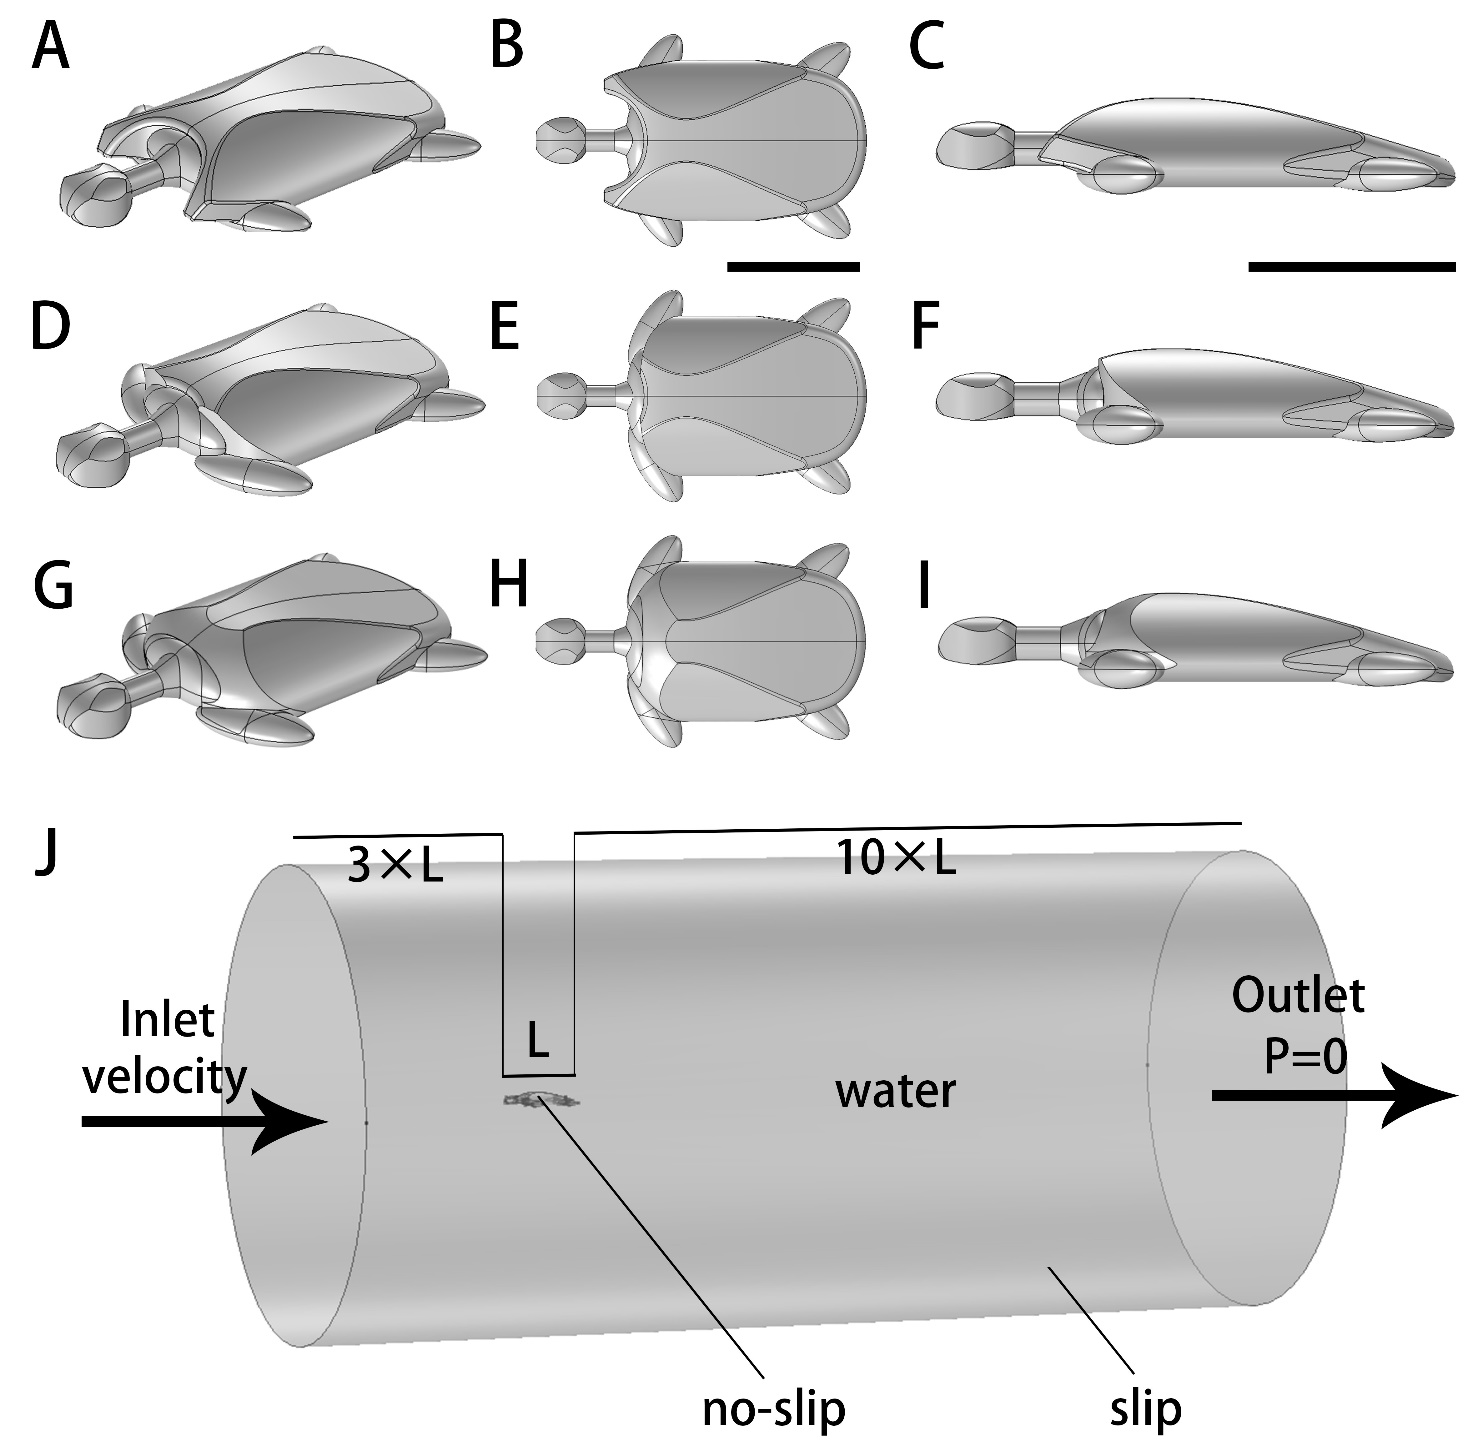 A
B
C
D
E
F
G
H
I
J
3×L
10×L
L
Inlet
velocity
water
Outlet
P=0
no-slip
slip